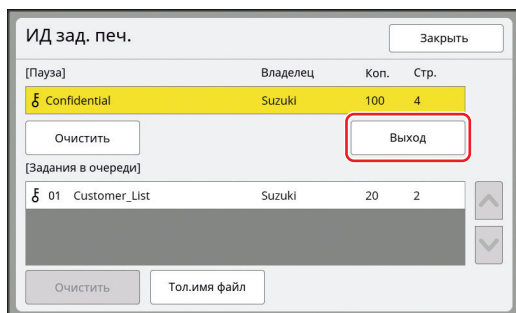 ИД зад. печ. Закрыть
[Пауза] Владелец Коп. Стр.
Confidential Suzuki 100 4
Очистить Выход
[Задания в очереди]
01 Customer_List Suzuki 20 2
Очистить Тол.имя файл